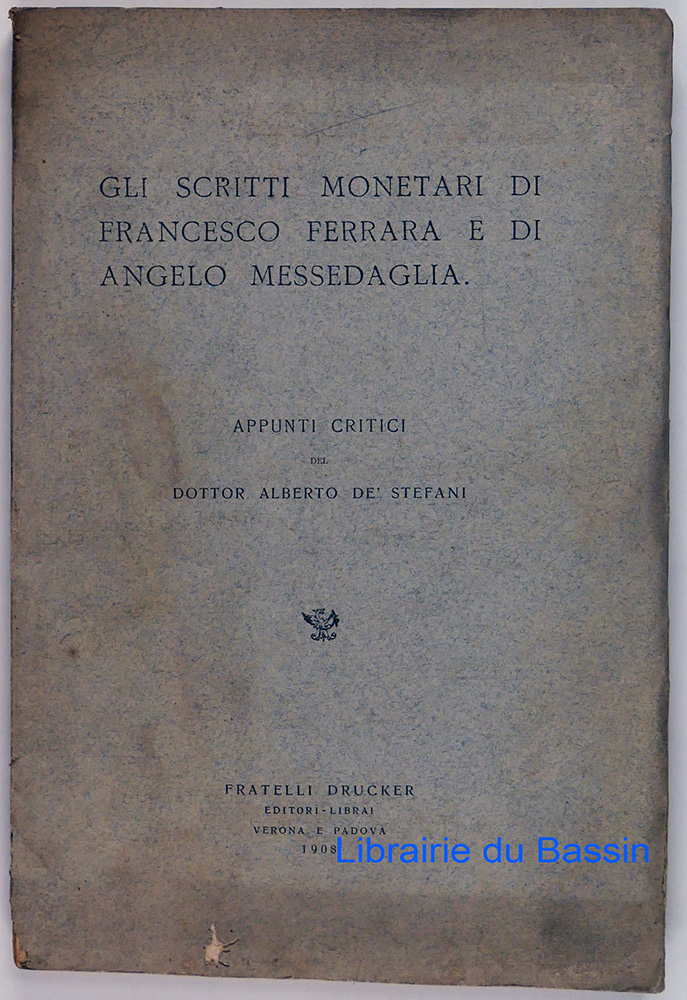 GLI SCRITTI MONETARI DI
FRANCESCO FERRARA E DI
ANGELO MESSEDAGLIA.
APPUNTI CRITICI
DEL
DOTTOR ALBERTO DE' STEFANI
FRATELLI DRUCKER
EDITORI-LIBRAI
VERONA E PADOVA
1908
Librairie du Bassin